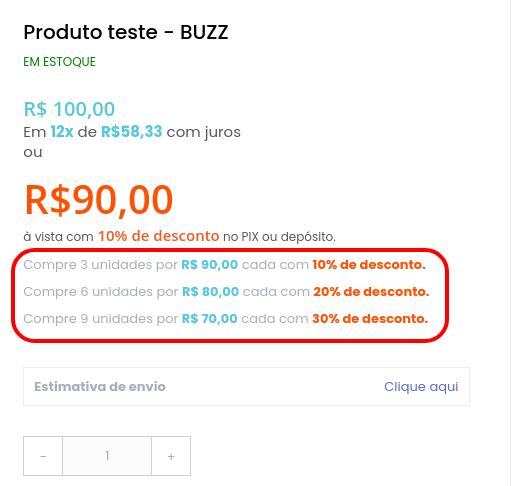 Produto teste - BUZZ
EM ESTOQUE
R$ 100,00
Em 12x de R$58,33 com juros
ou
R$90,00
à vista com 10% de desconto no PIX ou depósito.
Compre 3 unidades por R$ 90,00 cada com 10% de desconto.
Compre 6 unidades por R$ 80,00 cada com 20% de desconto.
Compre 9 unidades por R$ 70,00 cada com 30% de desconto.
Estimativa de envio Clique aqui
- 1 +